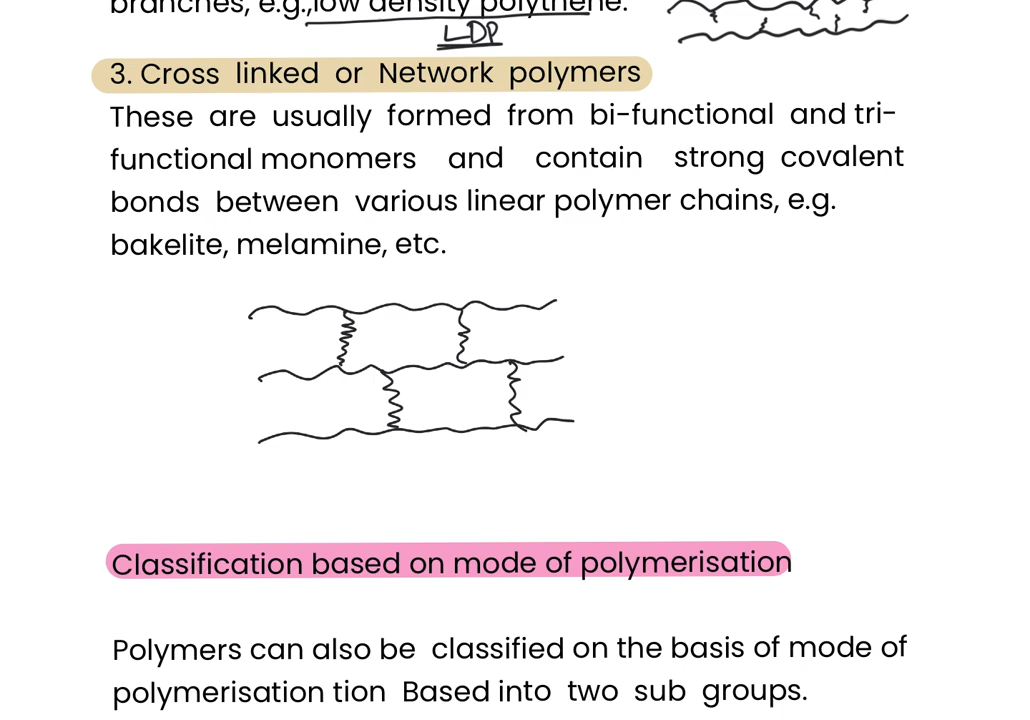 branches, e.g.,low density polythene.
LDP
3. Cross linked or Network polymers
These are usually formed from bi-functional and tri-
functional monomers and contain strong covalent
bonds between various linear polymer chains, e.g.
bakelite, melamine, etc.
Classification based on mode of polymerisation
Polymers can also be classified on the basis of mode of
polymerisation tion Based into two sub groups.